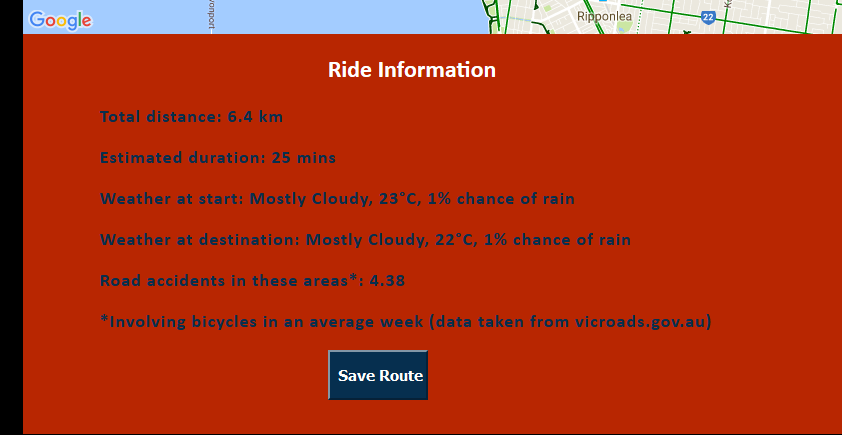 Google
Ripponlea
22
Ride Information
Total distance: 6.4 km
Estimated duration: 25 mins
Weather at start: Mostly Cloudy, 23°C, 1% chance of rain
Weather at destination: Mostly Cloudy, 22°C, 1% chance of rain
Road accidents in these areas*: 4.38
*Involving bicycles in an average week (data taken from vicroads.gov.au)
Save Route